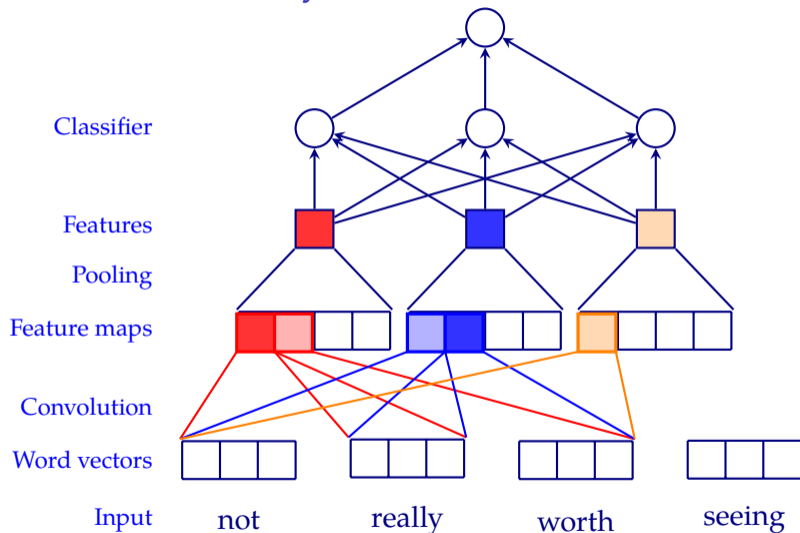 Classifier
Features
Pooling
Feature maps
Convolution
Word vectors
Input not really worth seeing